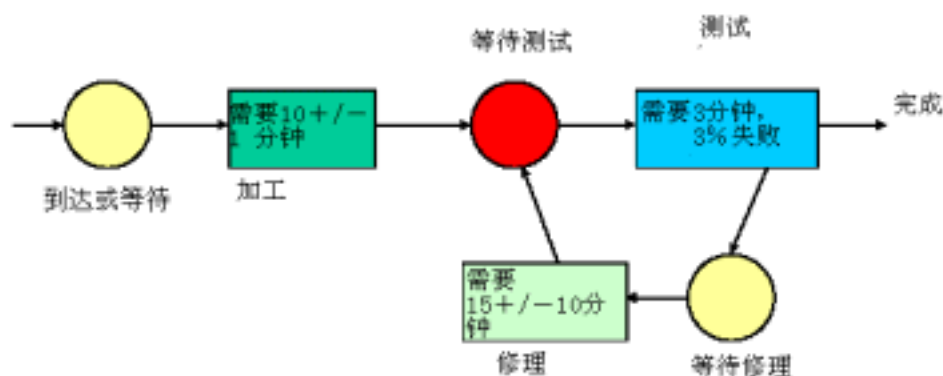 等待测试
测试
需要10+/-
1 分钟
需要3分钟,
3% 失败
完成
到达或等待
加工
需要
15+/-10分
钟
修理
等待修理